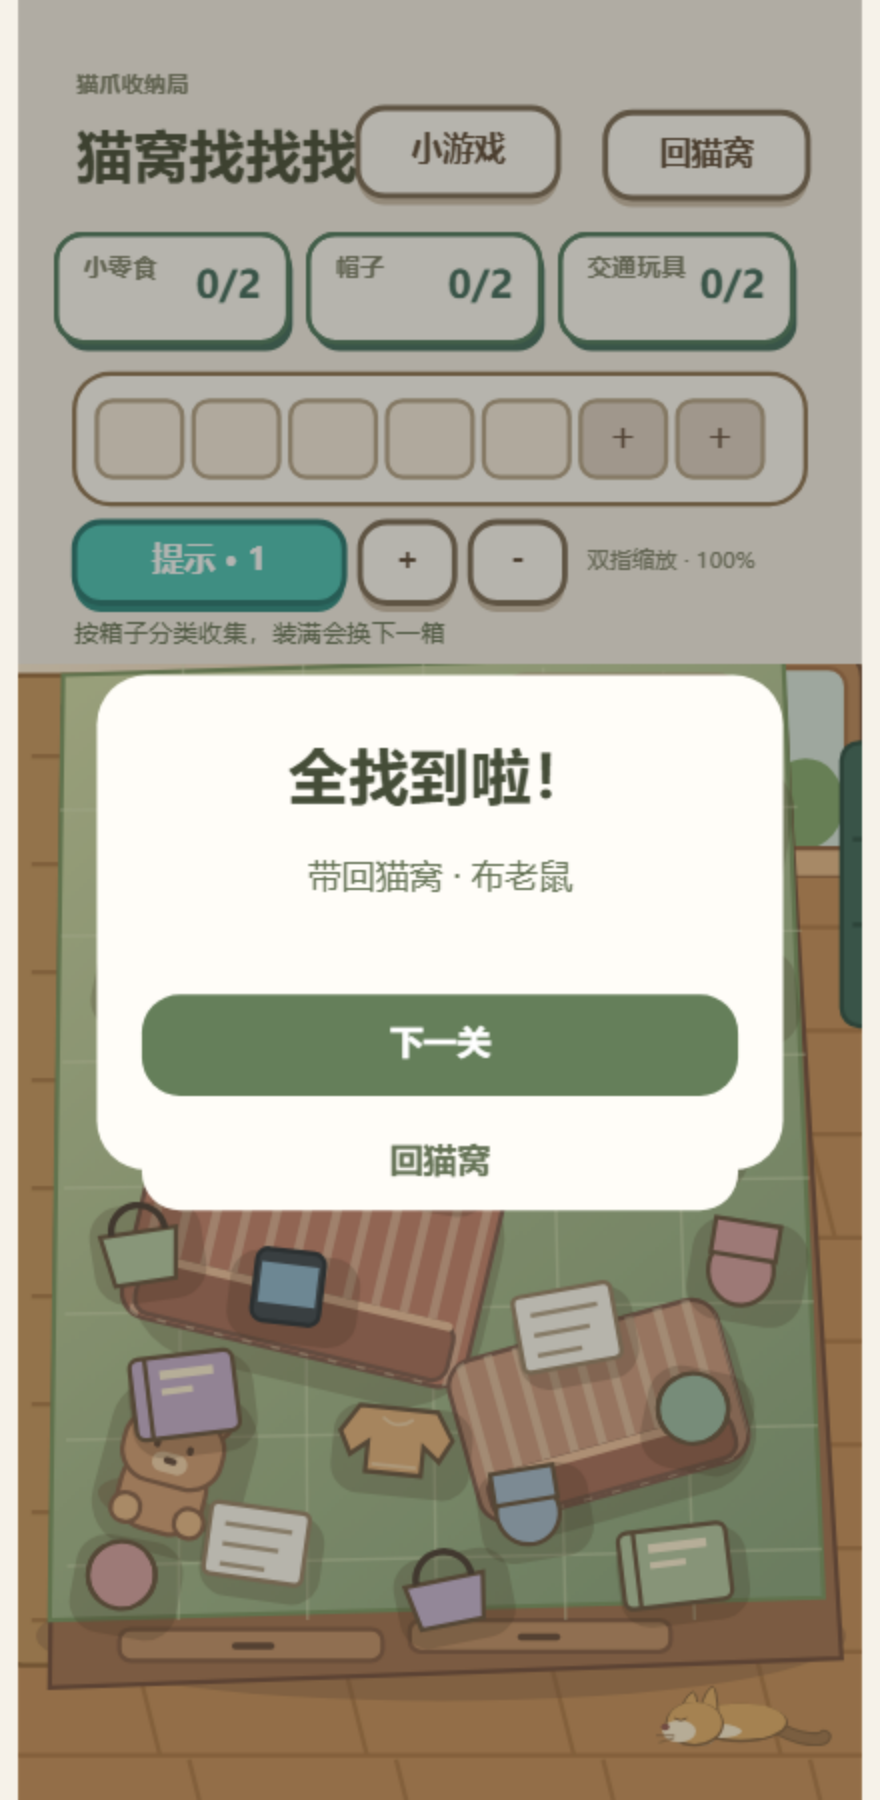 猫爪收纳局
猫窝找找找 小游戏 回猫窝
小零食 0/2 帽子 0/2 交通玩具 0/2
+ +
提示 • 1 + - 双指缩放 · 100%
按箱子分类收集，装满会换下一箱
全找到啦！
带回猫窝 · 布老鼠
下一关
回猫窝